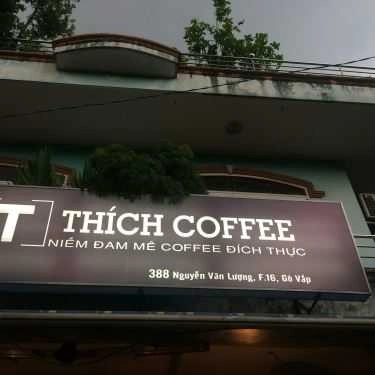 T
THÍCH COFFEE
NIỀM ĐAM MÊ COFFEE ĐÍCH THỰC
388 Nguyễn Văn Lượng, F.16, Gò Vấp